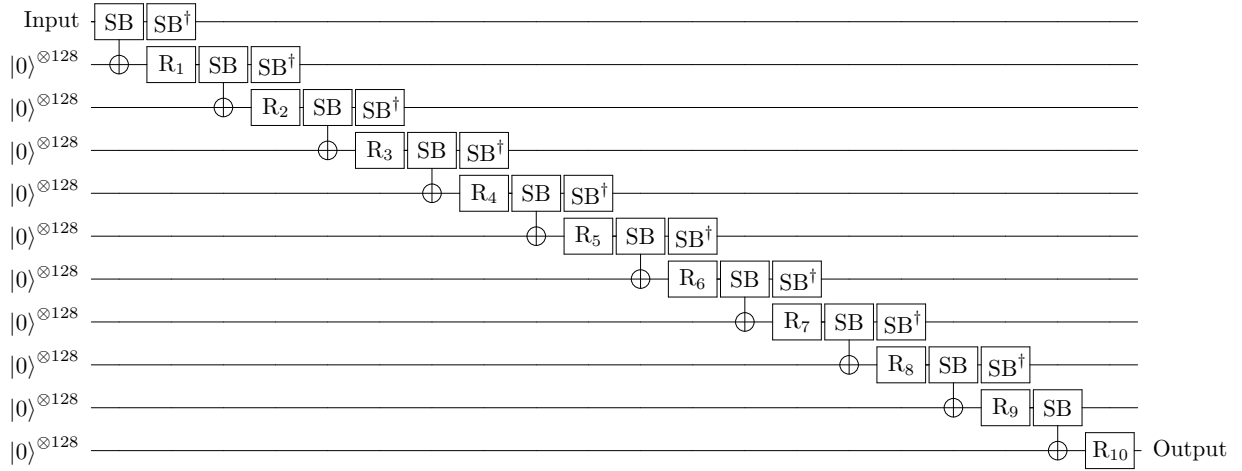 Input SB SB†
|0⟩⊗128 R1 SB SB†
|0⟩⊗128 R2 SB SB†
|0⟩⊗128 R3 SB SB†
|0⟩⊗128 R4 SB SB†
|0⟩⊗128 R5 SB SB†
|0⟩⊗128 R6 SB SB†
|0⟩⊗128 R7 SB SB†
|0⟩⊗128 R8 SB SB†
|0⟩⊗128 R9 SB
|0⟩⊗128 R10 Output